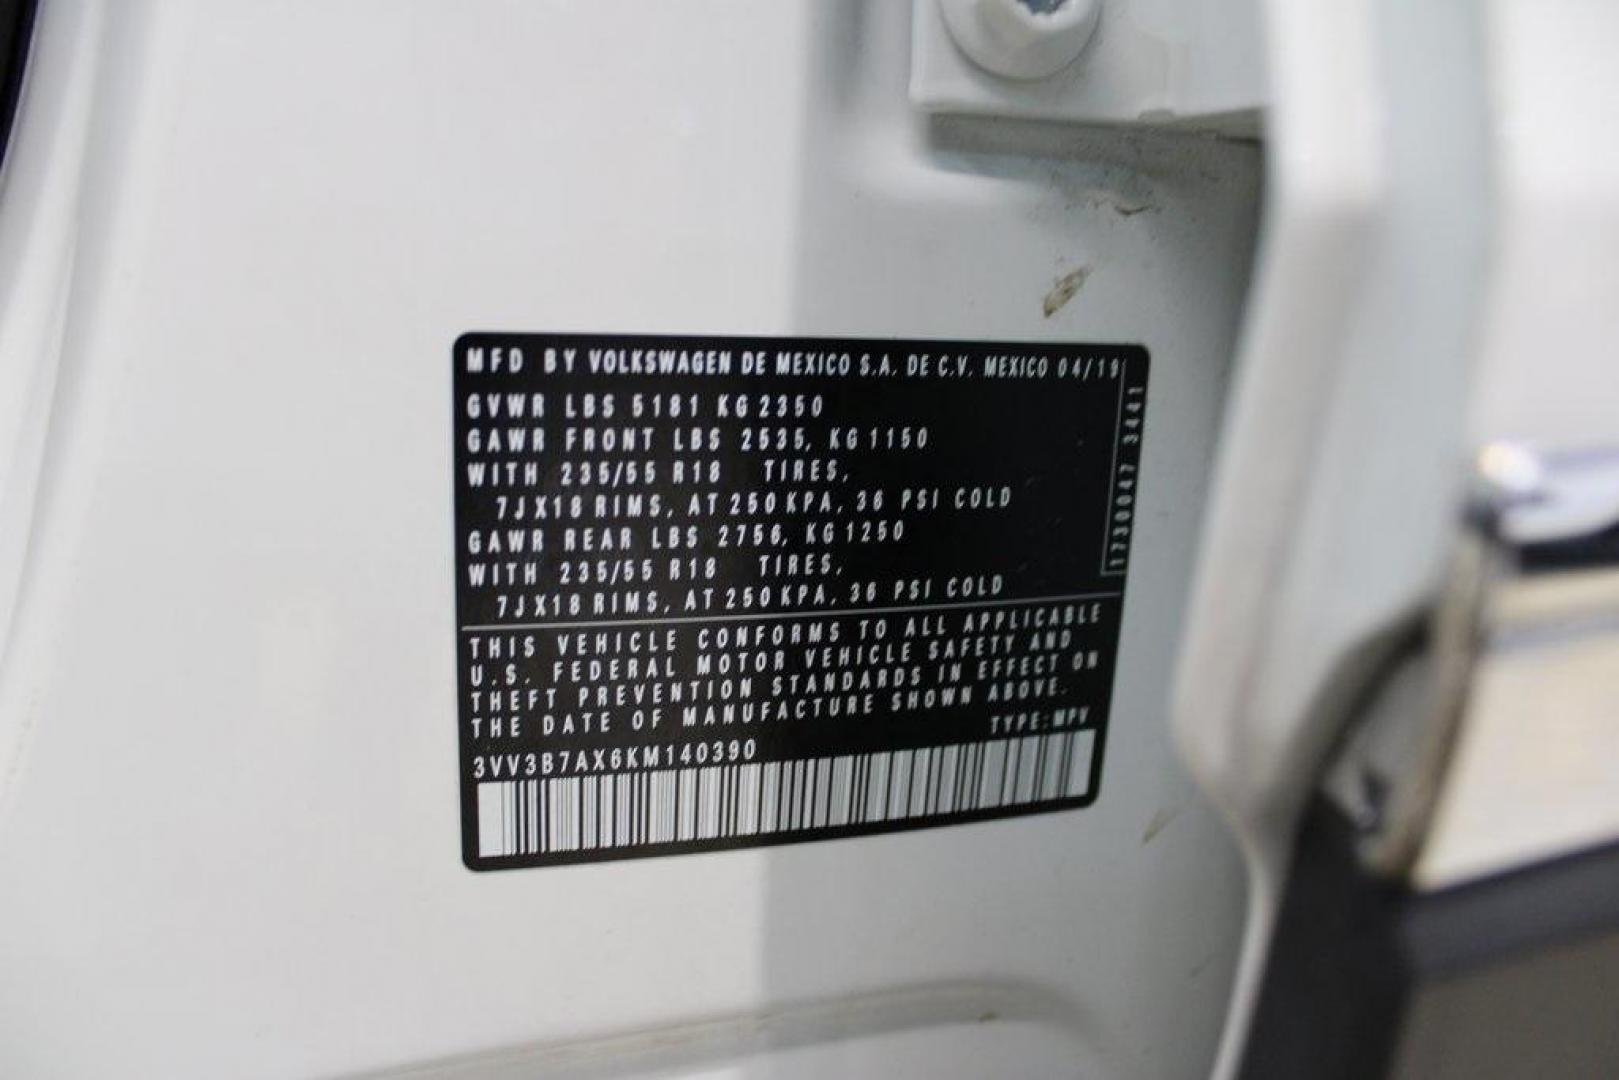 MFD BY VOLKSWAGEN DE MEXICO S.A. DE C.V. MEXICO 04/19
GVWR LBS 5181 KG 2350
GAWR FRONT LBS 2535, KG 1150
WITH 235/55 R18 TIRES,
7JX18 RIMS, AT 250 KPA, 36 PSI COLD
GAWR REAR LBS 2756, KG 1250
WITH 235/55 R18 TIRES,
7JX18 RIMS, AT 250 KPA, 36 PSI COLD
1730047 3441
THIS VEHICLE CONFORMS TO ALL APPLICABLE
U.S. FEDERAL MOTOR VEHICLE SAFETY AND
THEFT PREVENTION STANDARDS IN EFFECT ON
THE DATE OF MANUFACTURE SHOWN ABOVE.
TYPE: MPV
3VV3B7AX6KM140390